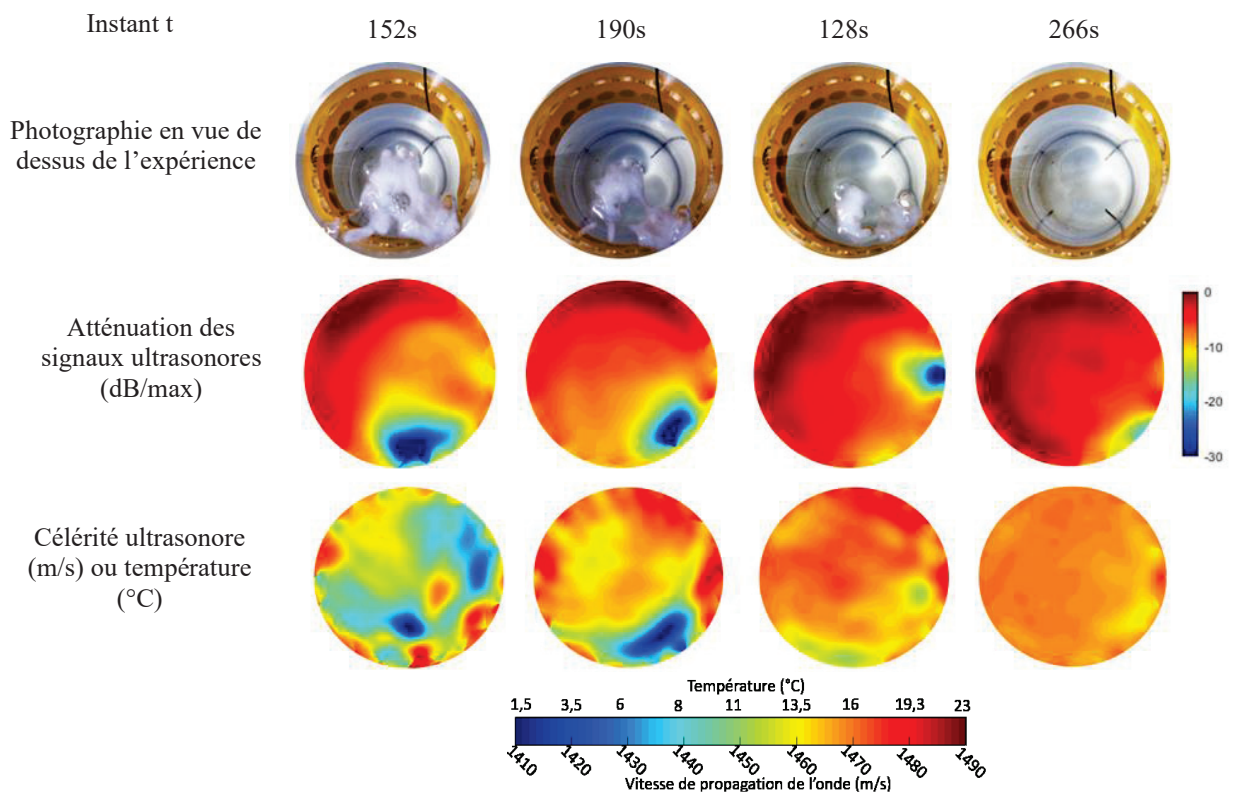 Instant t
152s
190s
128s
266s
Photographie en vue de
dessus de l’expérience
Atténuation des
signaux ultrasonores
(dB/max)
0
-10
-20
-30
Célérité ultrasonore
(m/s) ou température
(°C)
Température (°C)
1,5 3,5 6 8 11 13,5 16 19,3 23
1410 1420 1430 1440 1450 1460 1470 1480 1490
Vitesse de propagation de l’onde (m/s)